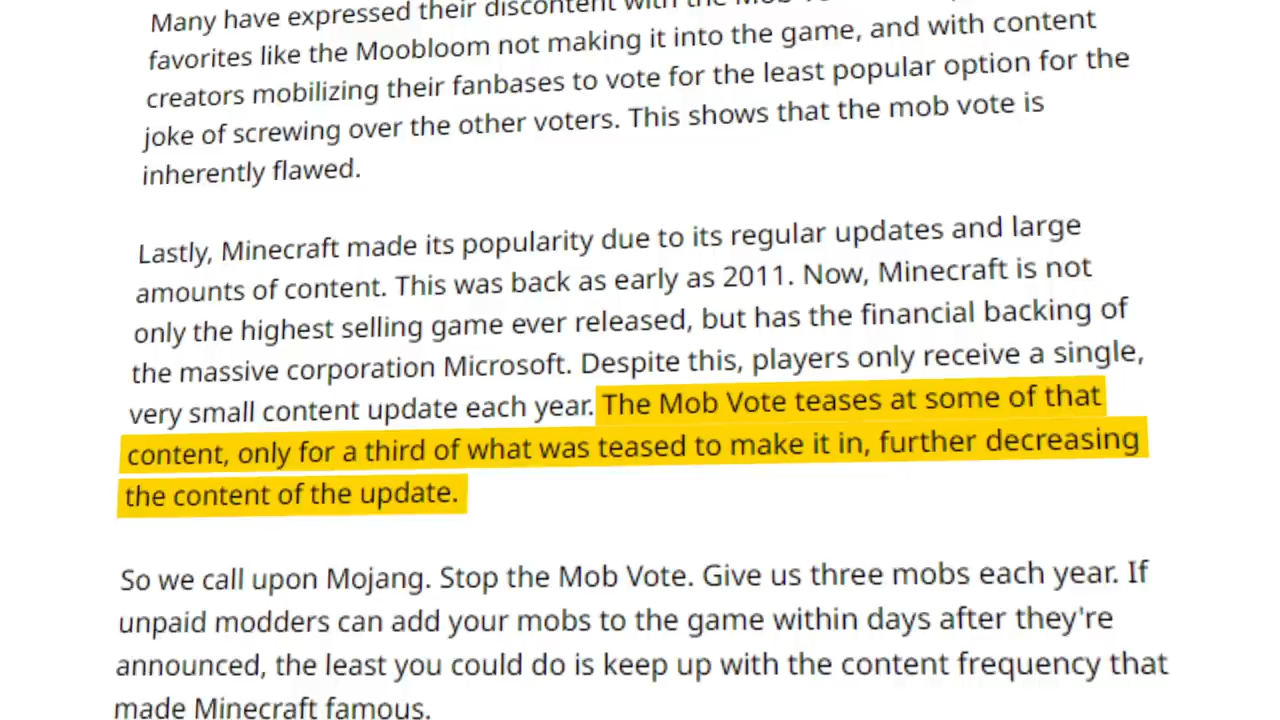 Many have expressed their discontent with the Mob
favorites like the Moobloom not making it into the game, and with content
creators mobilizing their fanbases to vote for the least popular option for the
joke of screwing over the other voters. This shows that the mob vote is
inherently flawed.
Lastly, Minecraft made its popularity due to its regular updates and large
amounts of content. This was back as early as 2011. Now, Minecraft is not
only the highest selling game ever released, but has the financial backing of
the massive corporation Microsoft. Despite this, players only receive a single,
very small content update each year. The Mob Vote teases at some of that
content, only for a third of what was teased to make it in, further decreasing
the content of the update.
So we call upon Mojang. Stop the Mob Vote. Give us three mobs each year. If
unpaid modders can add your mobs to the game within days after they're
announced, the least you could do is keep up with the content frequency that
made Minecraft famous.